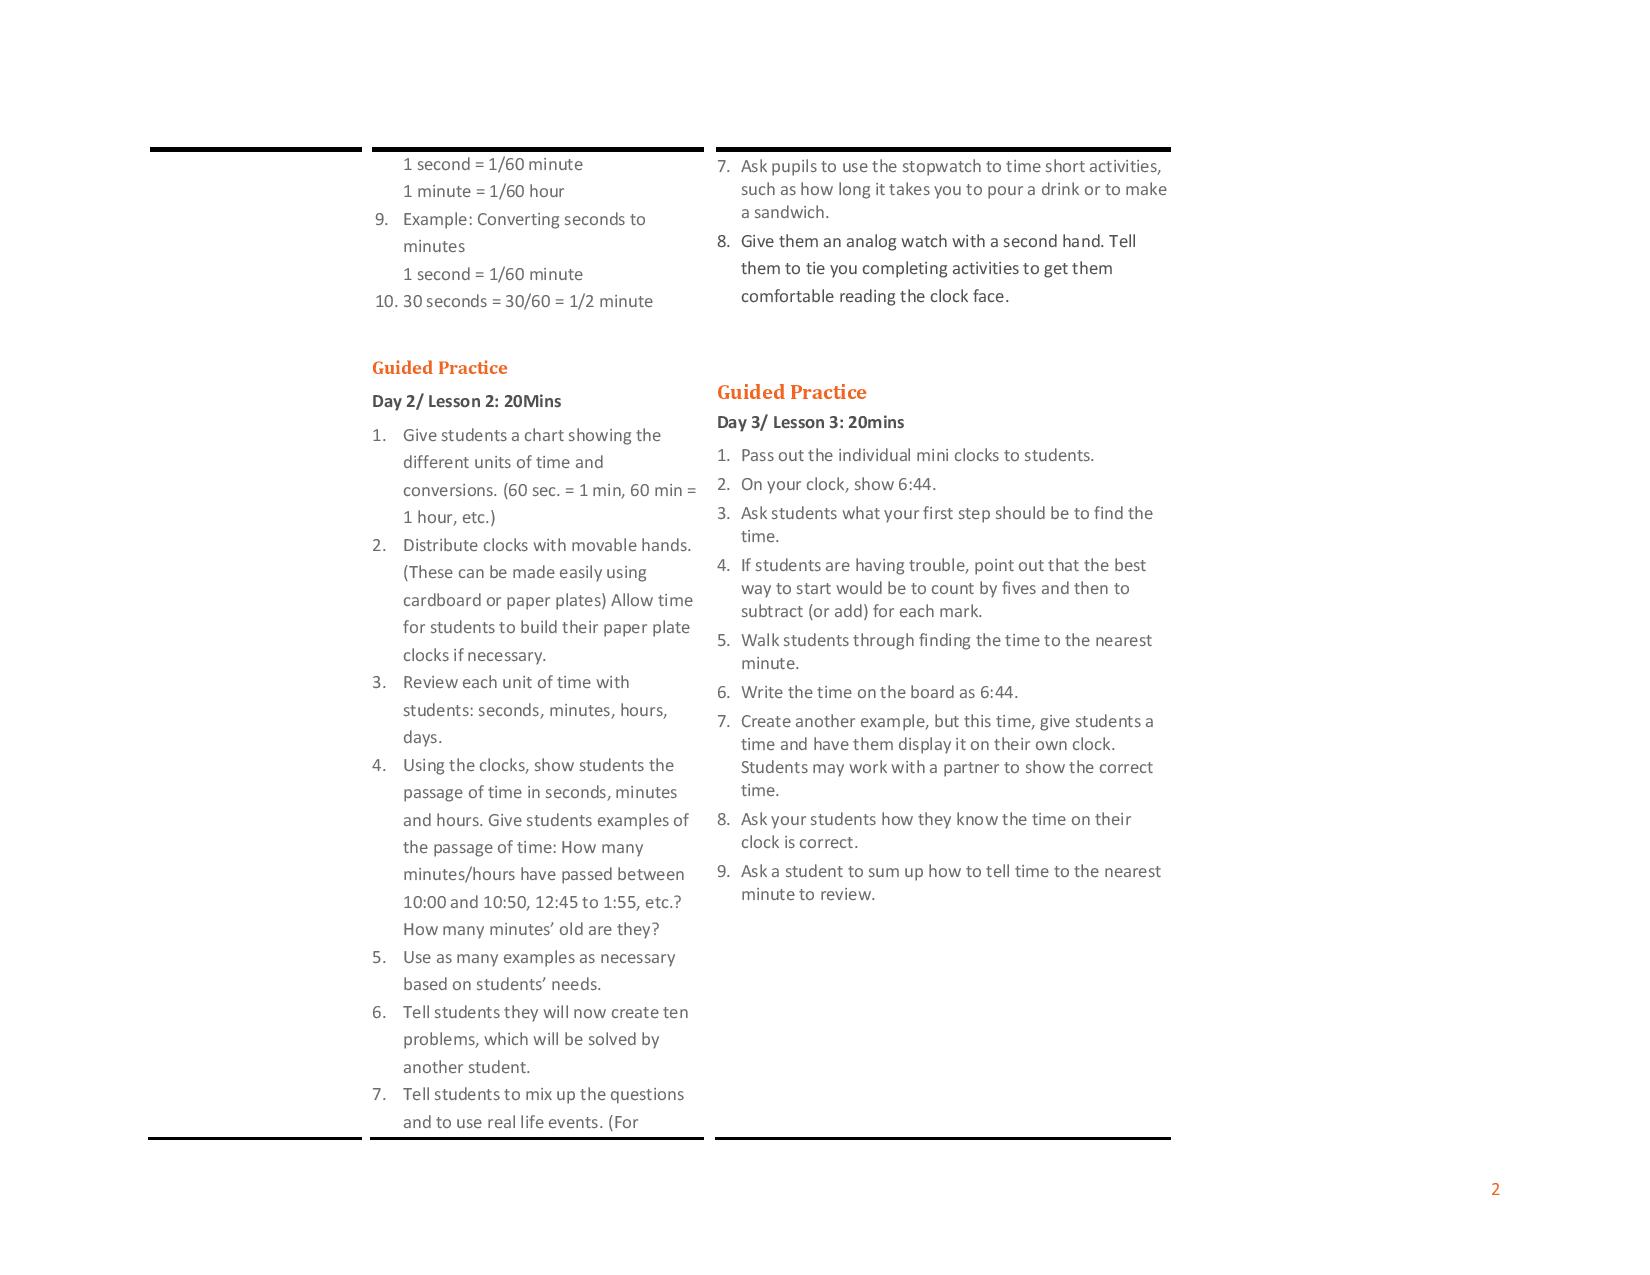 1 second = 1/60 minute
1 minute = 1/60 hour
9. Example: Converting seconds to
minutes
1 second = 1/60 minute
10. 30 seconds = 30/60 = 1/2 minute
Guided Practice
Day 2/ Lesson 2: 20Mins
1. Give students a chart showing the
different units of time and
conversions. (60 sec. = 1 min, 60 min =
1 hour, etc.)
2. Distribute clocks with movable hands.
(These can be made easily using
cardboard or paper plates) Allow time
for students to build their paper plate
clocks if necessary.
3. Review each unit of time with
students: seconds, minutes, hours,
days.
4. Using the clocks, show students the
passage of time in seconds, minutes
and hours. Give students examples of
the passage of time: How many
minutes/hours have passed between
10:00 and 10:50, 12:45 to 1:55, etc.?
How many minutes’ old are they?
5. Use as many examples as necessary
based on students’ needs.
6. Tell students they will now create ten
problems, which will be solved by
another student.
7. Tell students to mix up the questions
and to use real life events. (For
7. Ask pupils to use the stopwatch to time short activities,
such as how long it takes you to pour a drink or to make
a sandwich.
8. Give them an analog watch with a second hand. Tell
them to tie you completing activities to get them
comfortable reading the clock face.
Guided Practice
Day 3/ Lesson 3: 20mins
1. Pass out the individual mini clocks to students.
2. On your clock, show 6:44.
3. Ask students what your first step should be to find the
time.
4. If students are having trouble, point out that the best
way to start would be to count by fives and then to
subtract (or add) for each mark.
5. Walk students through finding the time to the nearest
minute.
6. Write the time on the board as 6:44.
7. Create another example, but this time, give students a
time and have them display it on their own clock.
Students may work with a partner to show the correct
time.
8. Ask your students how they know the time on their
clock is correct.
9. Ask a student to sum up how to tell time to the nearest
minute to review.
2